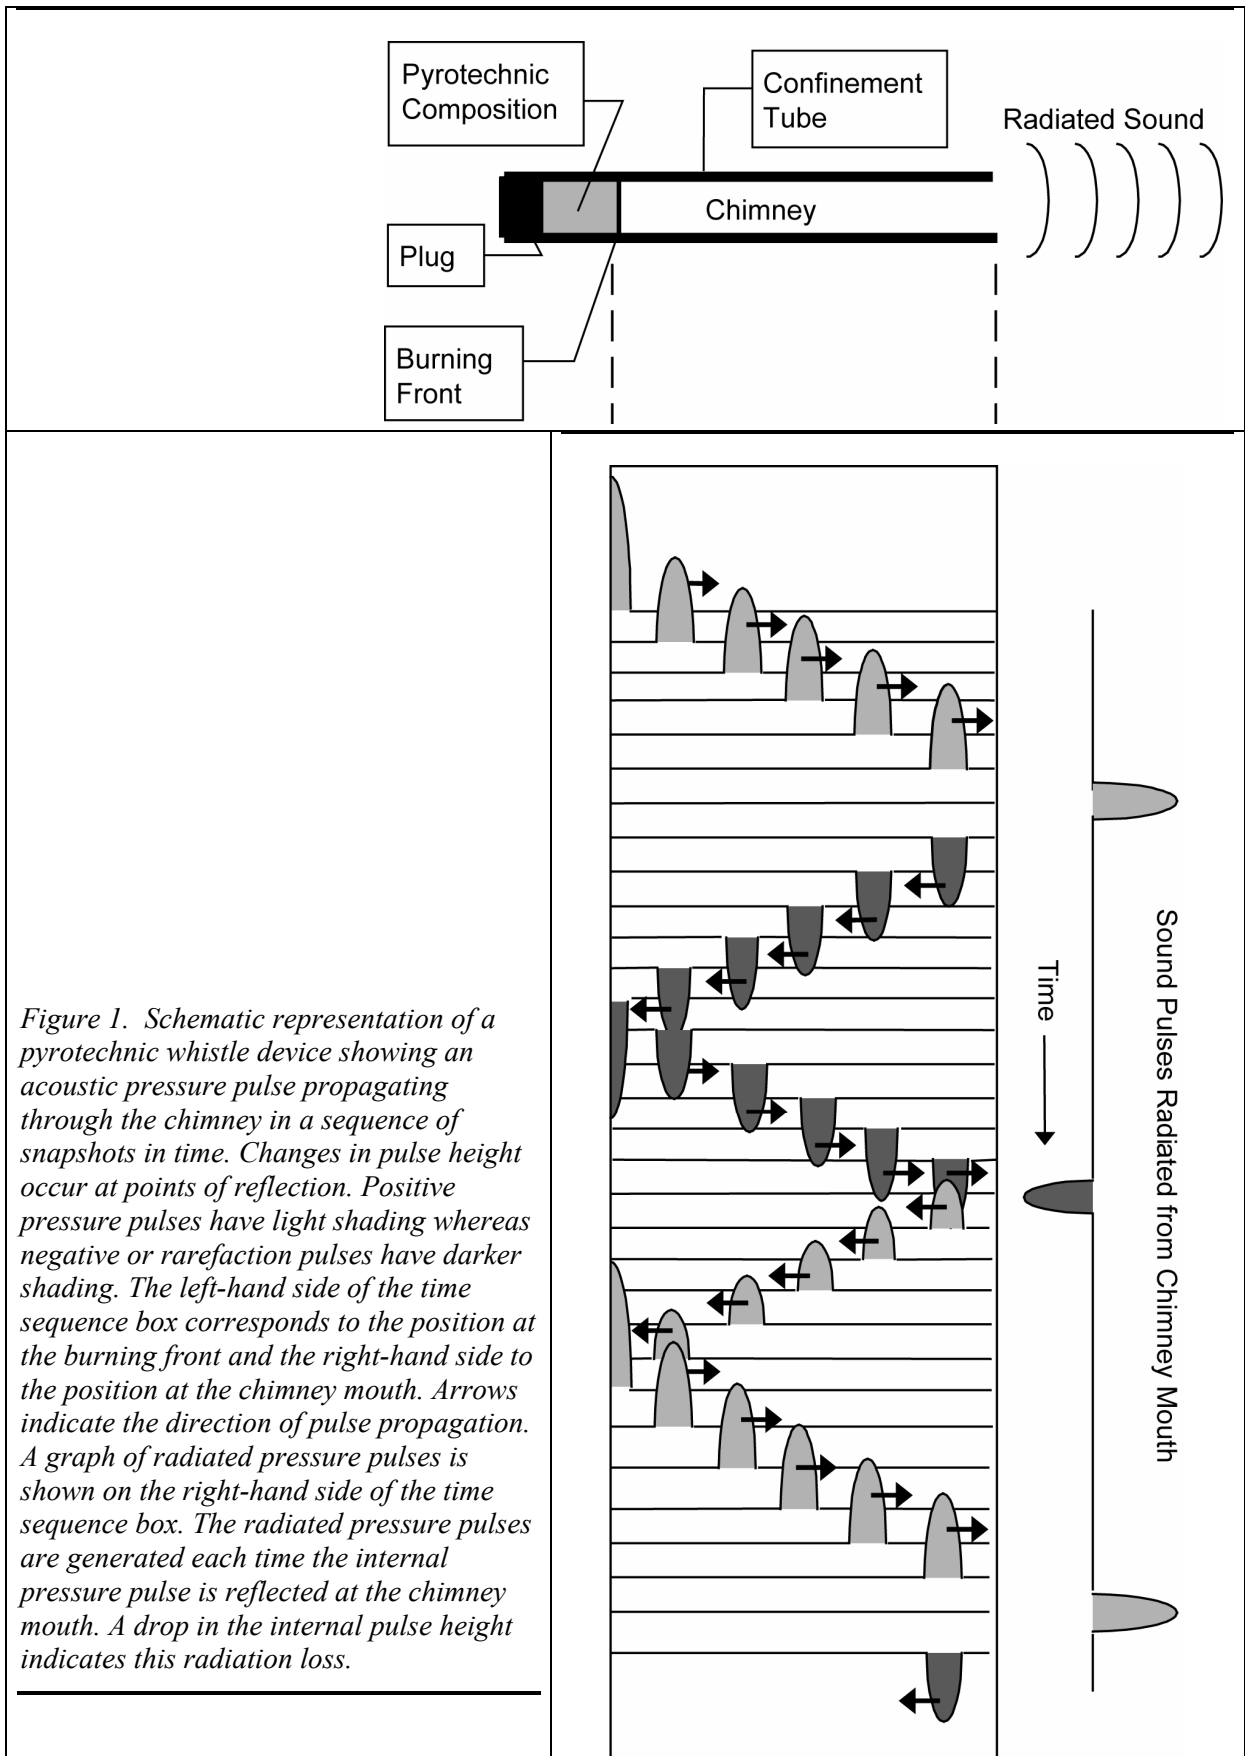 Pyrotechnic
Composition
Confinement
Tube
Radiated Sound
Chimney
Plug
Burning
Front
Figure 1. Schematic representation of a
pyrotechnic whistle device showing an
acoustic pressure pulse propagating
through the chimney in a sequence of
snapshots in time. Changes in pulse height
occur at points of reflection. Positive
pressure pulses have light shading whereas
negative or rarefaction pulses have darker
shading. The left-hand side of the time
sequence box corresponds to the position at
the burning front and the right-hand side to
the position at the chimney mouth. Arrows
indicate the direction of pulse propagation.
A graph of radiated pressure pulses is
shown on the right-hand side of the time
sequence box. The radiated pressure pulses
are generated each time the internal
pressure pulse is reflected at the chimney
mouth. A drop in the internal pulse height
indicates this radiation loss.
Time
Sound Pulses Radiated from Chimney Mouth